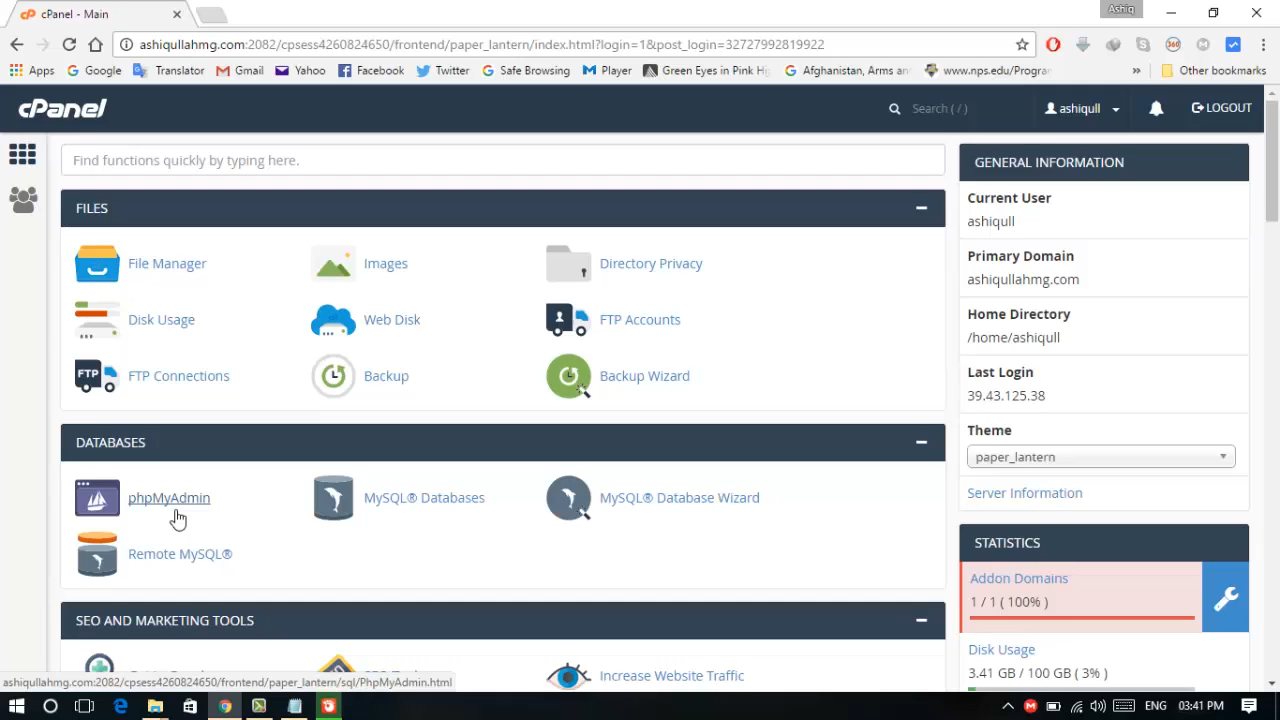 cPanel - Main
Ashiq
ashiqullahmg.com:2082/cpsess4260824650/frontend/paper_lantern/index.html?login=1&post_login=32727992819922
Apps
Google
Translator
Gmail
Yahoo
Facebook
Twitter
Safe Browsing
Player
Green Eyes in Pink Hi
Afghanistan, Arms an
www.nps.edu/Progra
»
Other bookmarks
cPanel
Search ( / )
ashiqull
LOGOUT
Find functions quickly by typing here.
FILES
File Manager
Images
Directory Privacy
Disk Usage
Web Disk
FTP Accounts
FTP
FTP Connections
Backup
Backup Wizard
DATABASES
phpMyAdmin
MySQL® Databases
MySQL® Database Wizard
Remote MySQL®
SEO AND MARKETING TOOLS
Increase Website Traffic
GENERAL INFORMATION
Current User
ashiqull
Primary Domain
ashiqullahmg.com
Home Directory
/home/ashiqull
Last Login
39.43.125.38
Theme
paper_lantern
Server Information
STATISTICS
Addon Domains
1 / 1 ( 100% )
Disk Usage
3.41 GB / 100 GB ( 3% )
ashiqullahmg.com:2082/cpsess4260824650/frontend/paper_lantern/sql/PhpMyAdmin.html
ENG
03:41 PM